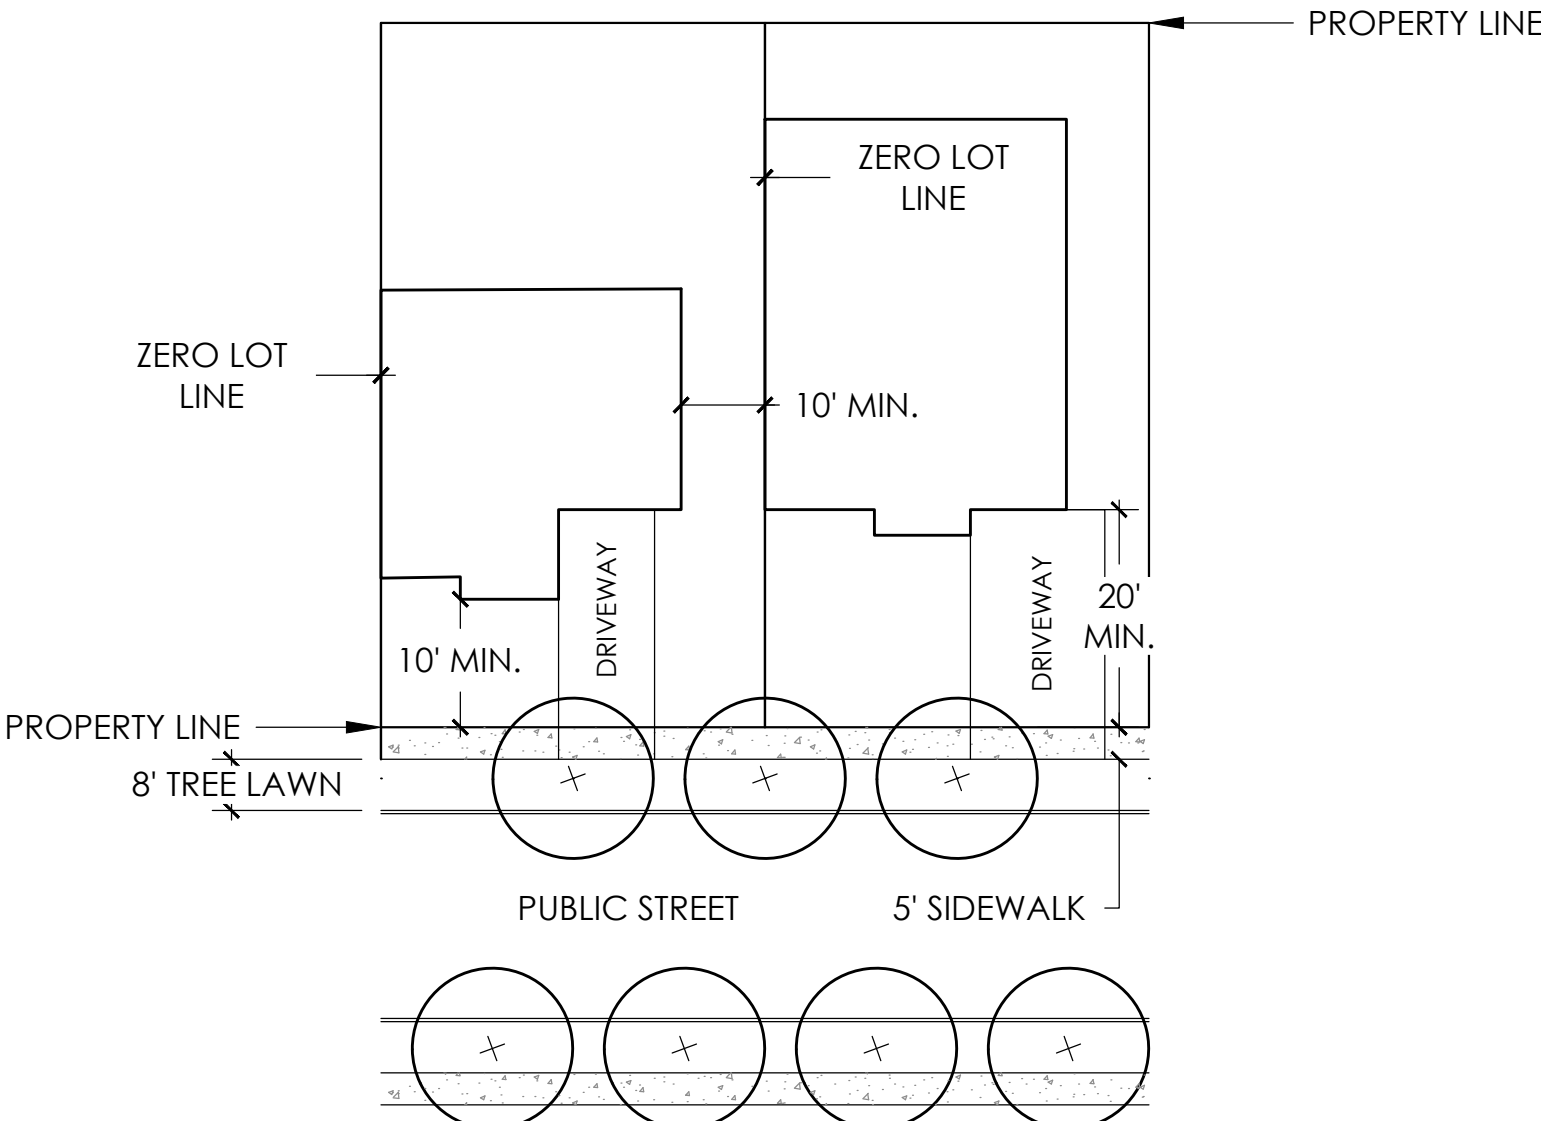 PROPERTY LINE
ZERO LOT
LINE
ZERO LOT
LINE
10' MIN.
DRIVEWAY
DRIVEWAY
20'
MIN.
10' MIN.
PROPERTY LINE
8' TREE LAWN
PUBLIC STREET
5' SIDEWALK